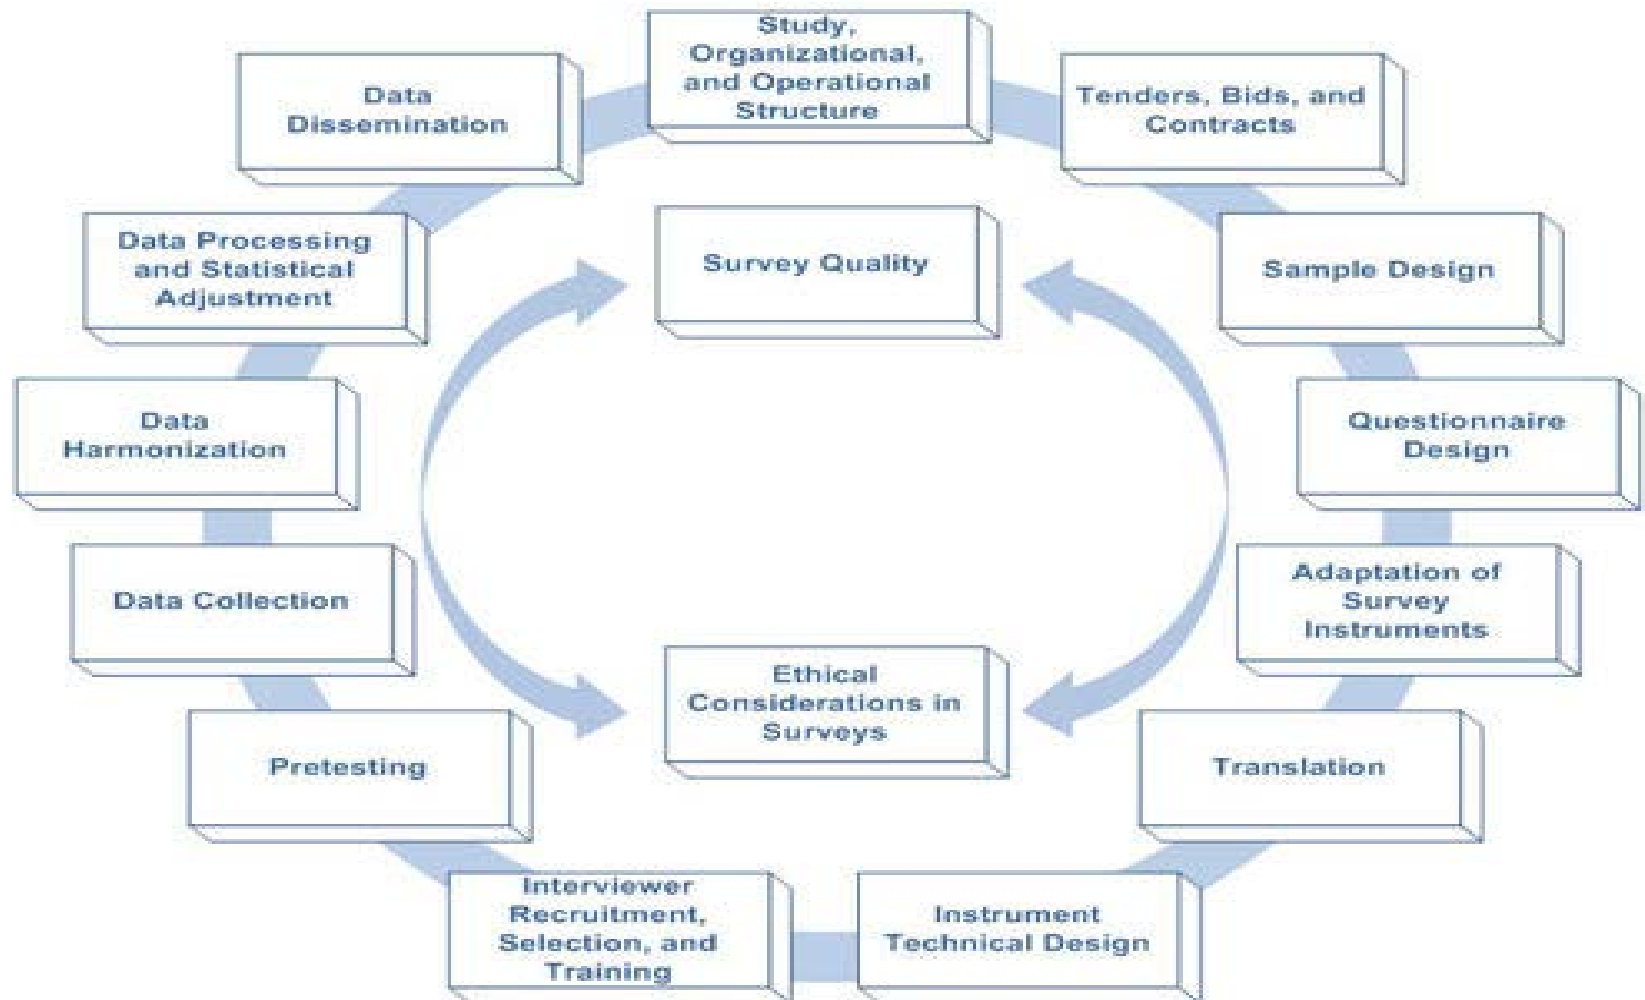 Study,
Organizational,
and Operational
Structure
Tenders, Bids, and
Contracts
Sample Design
Questionnaire
Design
Adaptation of
Survey
Instruments
Translation
Instrument
Technical Design
Interviewer
Recruitment,
Selection, and
Training
Pretesting
Data Collection
Data
Harmonization
Data Processing
and Statistical
Adjustment
Data
Dissemination
Survey Quality
Ethical
Considerations in
Surveys